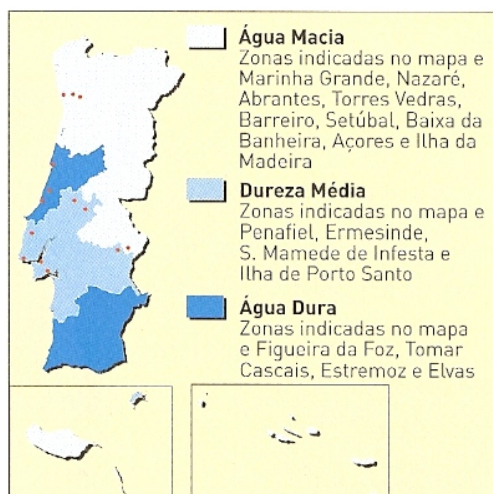 Água Macia
Zonas indicadas no mapa e
Marinha Grande, Nazaré,
Abrantes, Torres Vedras,
Barreiro, Setúbal, Baixa da
Banheira, Açores e Ilha da
Madeira
Dureza Média
Zonas indicadas no mapa e
Penafiel, Ermesinde,
S. Mamede de Infesta e
Ilha de Porto Santo
Água Dura
Zonas indicadas no mapa
e Figueira da Foz, Tomar
Cascais, Estremoz e Elvas